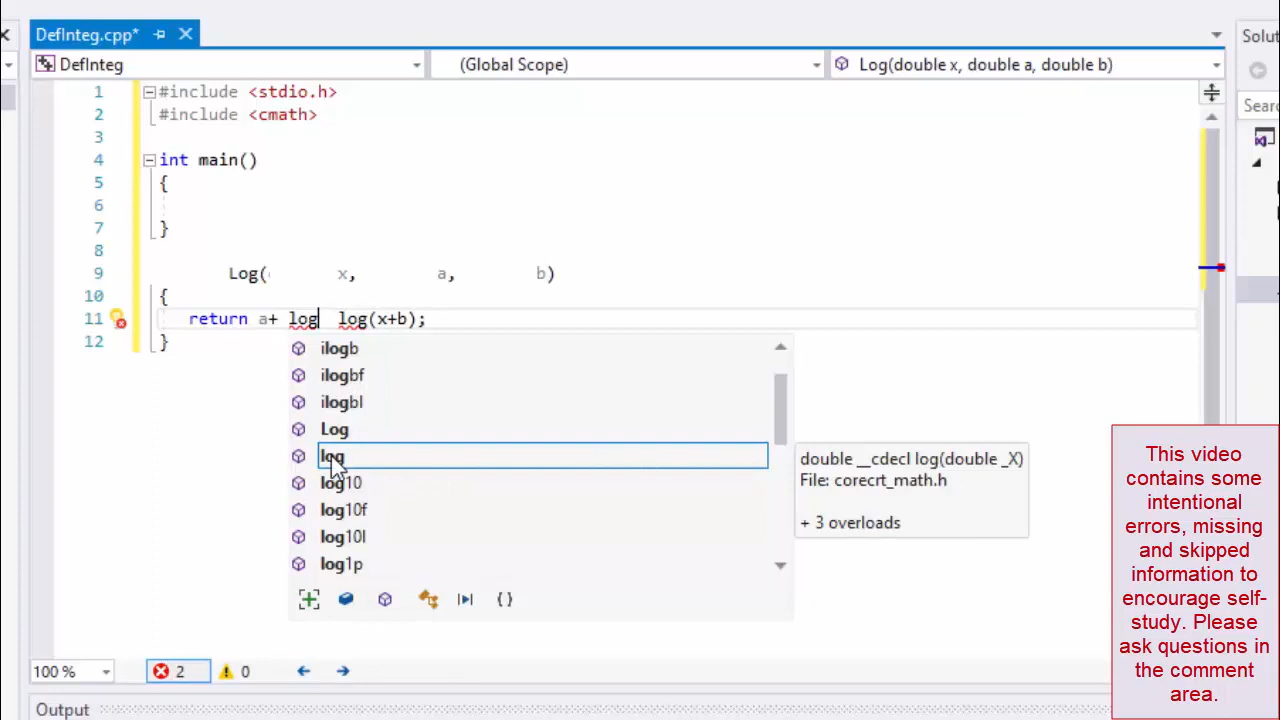 DefInteg.cpp*
Solut
DefInteg
(Global Scope)
Log(double x, double a, double b)
1 #include <stdio.h>
2 #include <cmath>
Sear
3
4 int main()
5 {
6
7 }
8
9 Log( x, a, b)
10 {
11 return a+ log log(x+b);
12 }
ilogb
ilogbf
ilogbl
Log
log
log10
log10f
log10l
log1p
double __cdecl log(double _X)
File: corecrt_math.h
+ 3 overloads
This video
contains some
intentional
errors, missing
and skipped
information to
encourage self-
study. Please
ask questions in
the comment
area.
100 %
2
0
Output